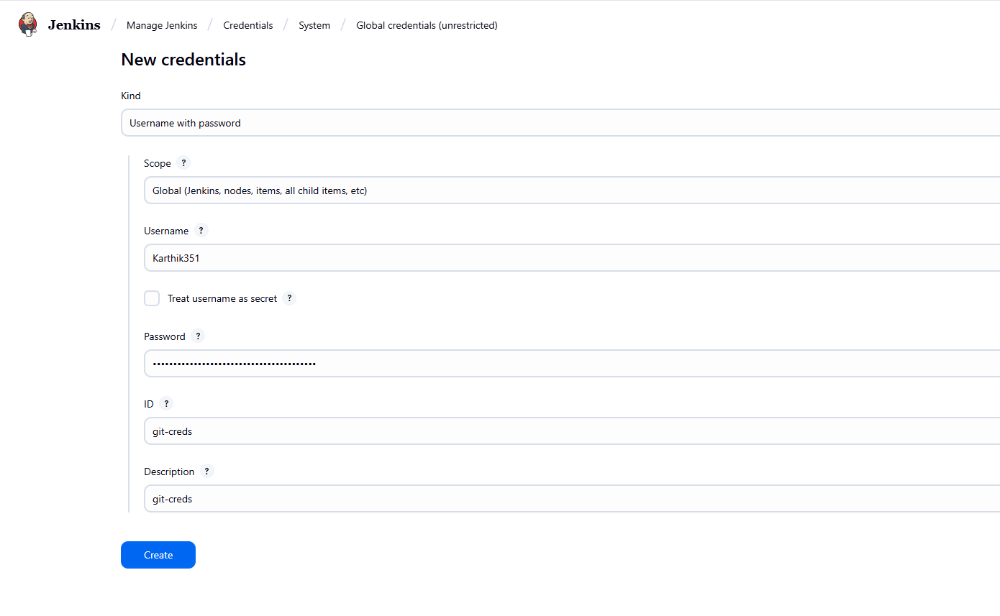 Jenkins / Manage Jenkins / Credentials / System / Global credentials (unrestricted)
New credentials
Kind
Username with password
Scope ?
Global (Jenkins, nodes, items, all child items, etc)
Username ?
Karthik351
Treat username as secret ?
Password ?
••••••••••••••••••••••••••••••••••••••••
ID ?
git-creds
Description ?
git-creds
Create